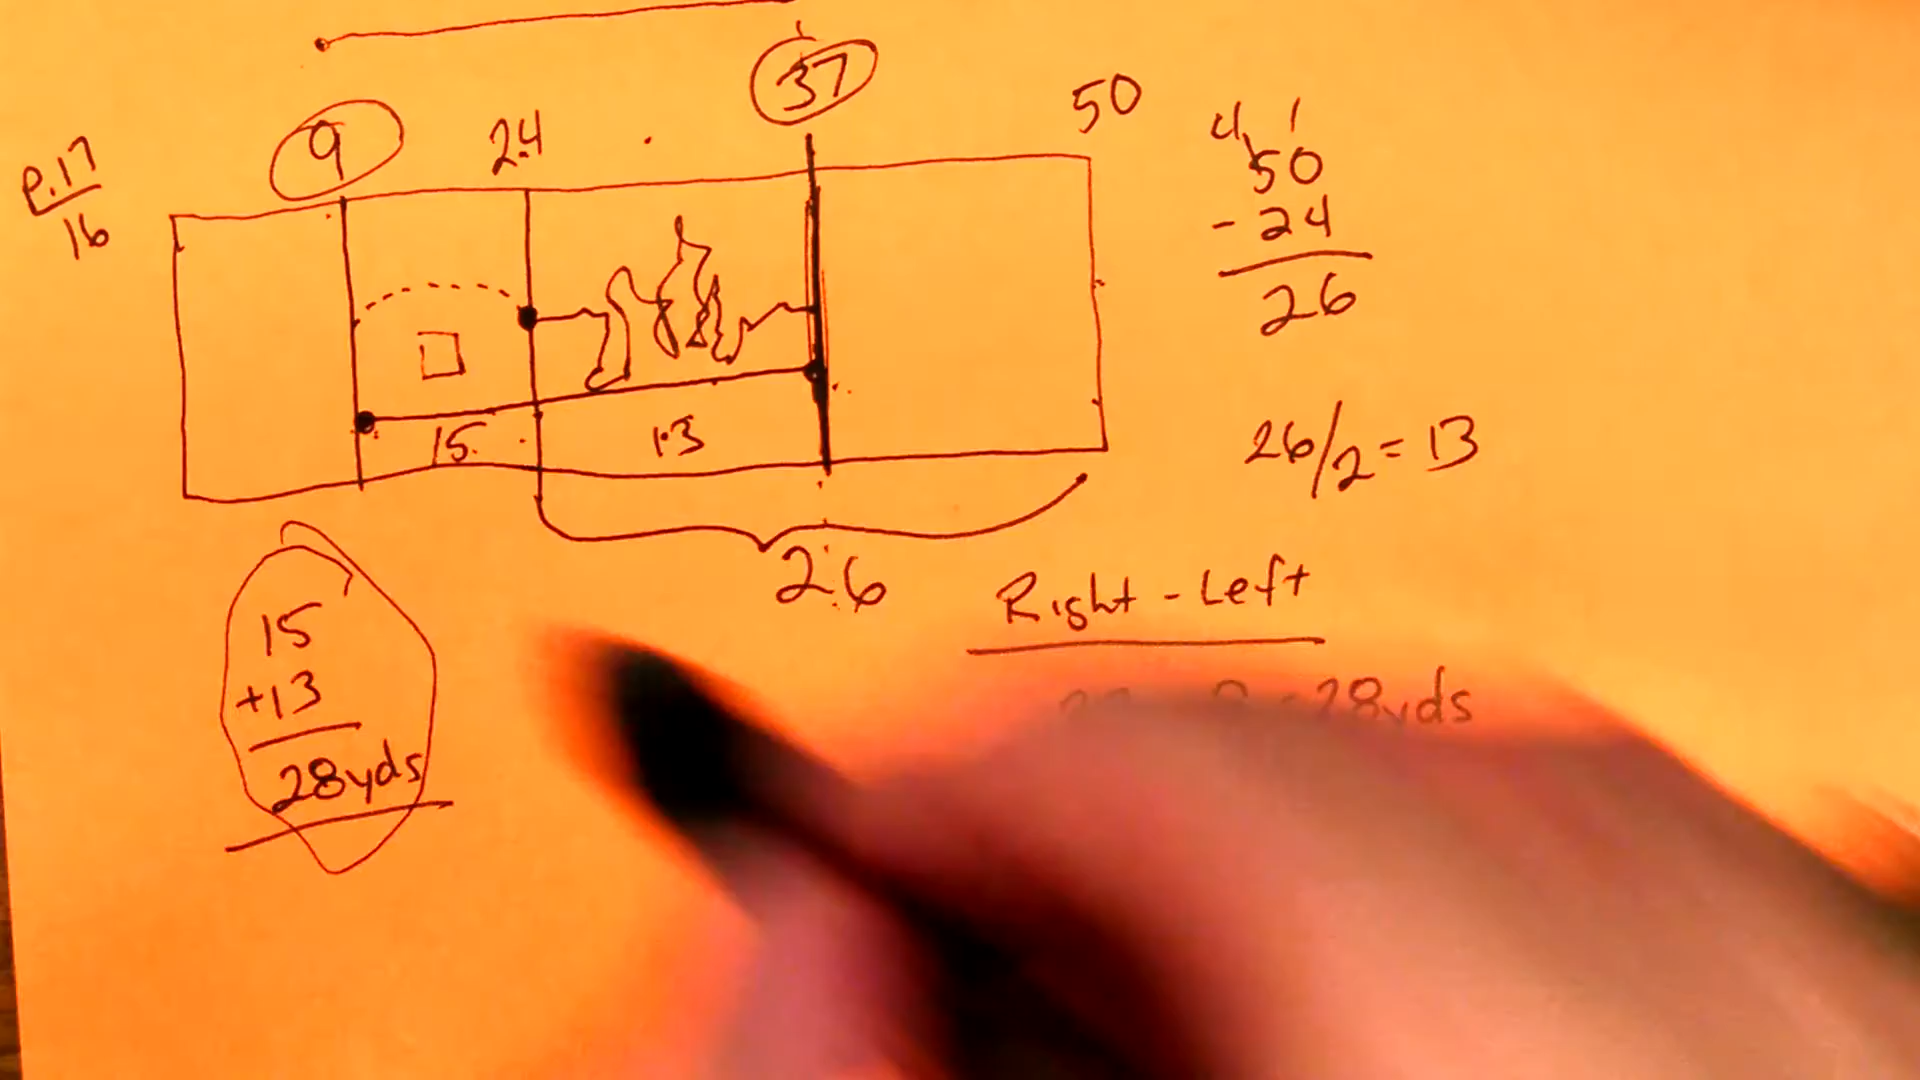 p.17
16
9
24
37
50
15
13
26
4 1
50
- 24
26
26/2 = 13
15
+13
28yds
Right - Left
28yds